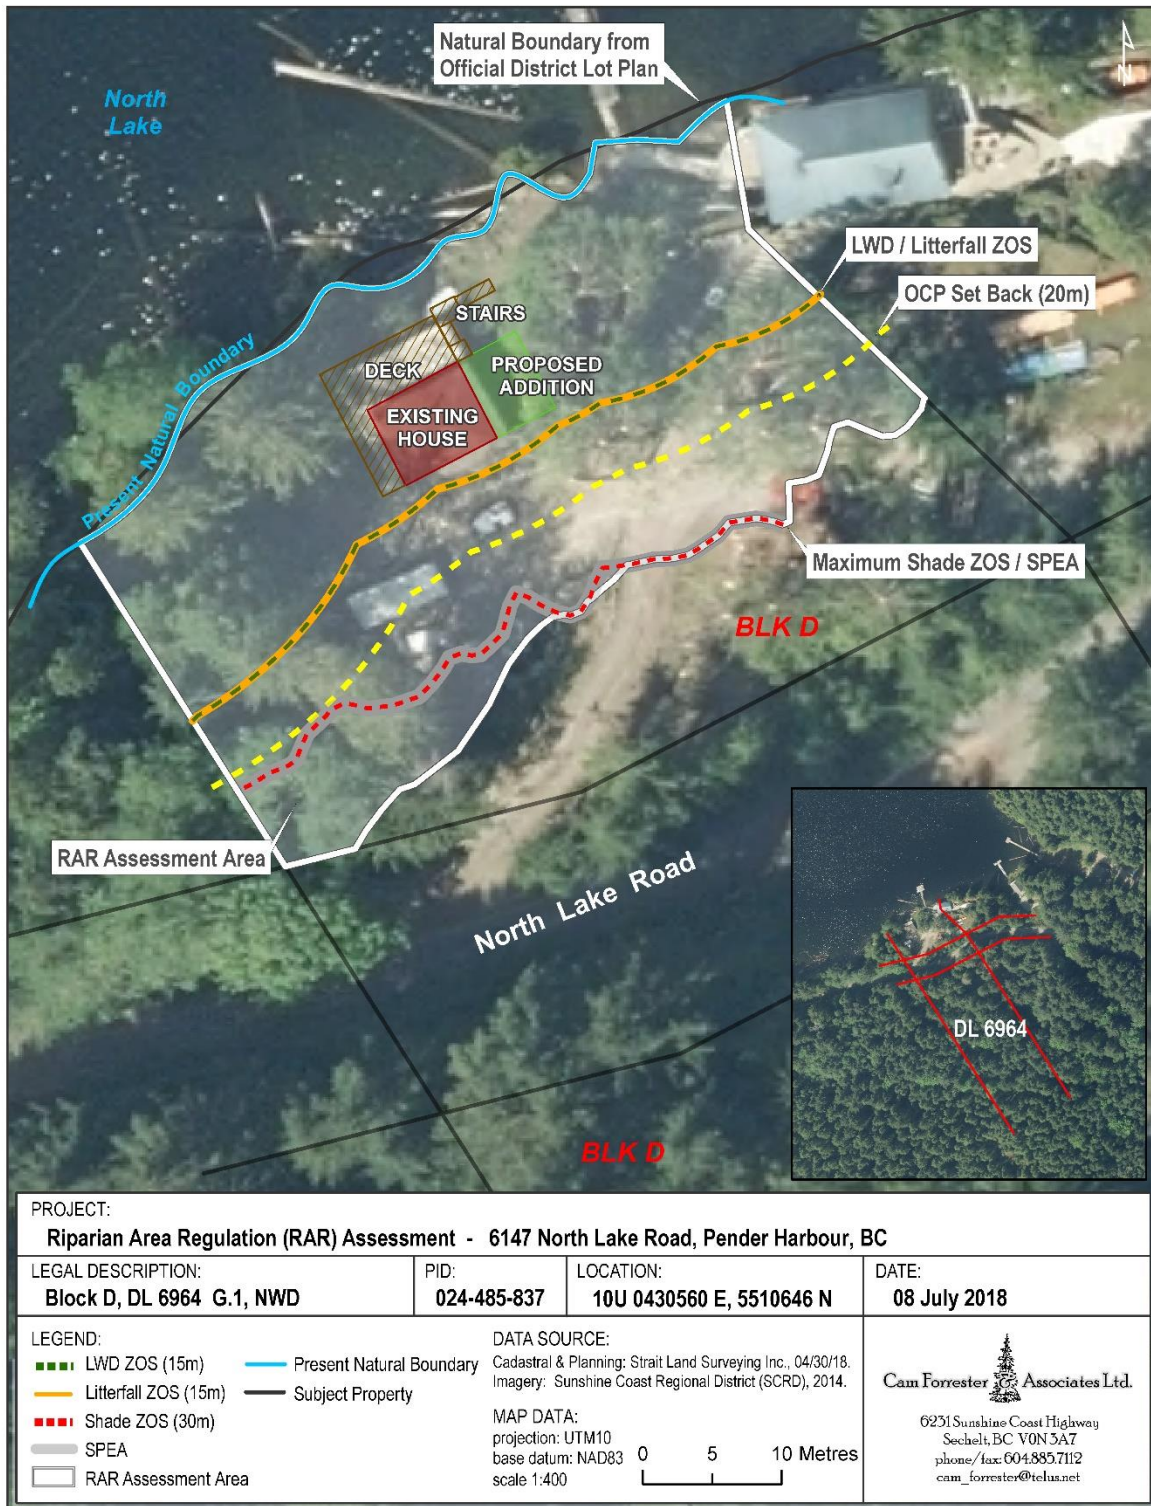 Natural Boundary from
Official District Lot Plan
North
Lake
N
LWD / Litterfall ZOS
OCP Set Back (20m)
STAIRS
DECK
PROPOSED
ADDITION
EXISTING
HOUSE
Present Natural Boundary
Maximum Shade ZOS / SPEA
BLK D
RAR Assessment Area
North Lake Road
DL 6964
BLK D
PROJECT:
Riparian Area Regulation (RAR) Assessment - 6147 North Lake Road, Pender Harbour, BC
LEGAL DESCRIPTION:
Block D, DL 6964 G.1, NWD
PID:
024-485-837
LOCATION:
10U 0430560 E, 5510646 N
DATE:
08 July 2018
LEGEND:
LWD ZOS (15m)
Litterfall ZOS (15m)
Shade ZOS (30m)
SPEA
RAR Assessment Area
Present Natural Boundary
Subject Property
DATA SOURCE:
Cadastral & Planning: Strait Land Surveying Inc., 04/30/18.
Imagery: Sunshine Coast Regional District (SCRD), 2014.
MAP DATA:
projection: UTM10
base datum: NAD83
scale 1:400
0 5 10 Metres
Cam Forrester & Associates Ltd.
6231 Sunshine Coast Highway
Sechelt, BC V0N 3A7
phone/fax: 604.885.7112
cam_forrester@telus.net